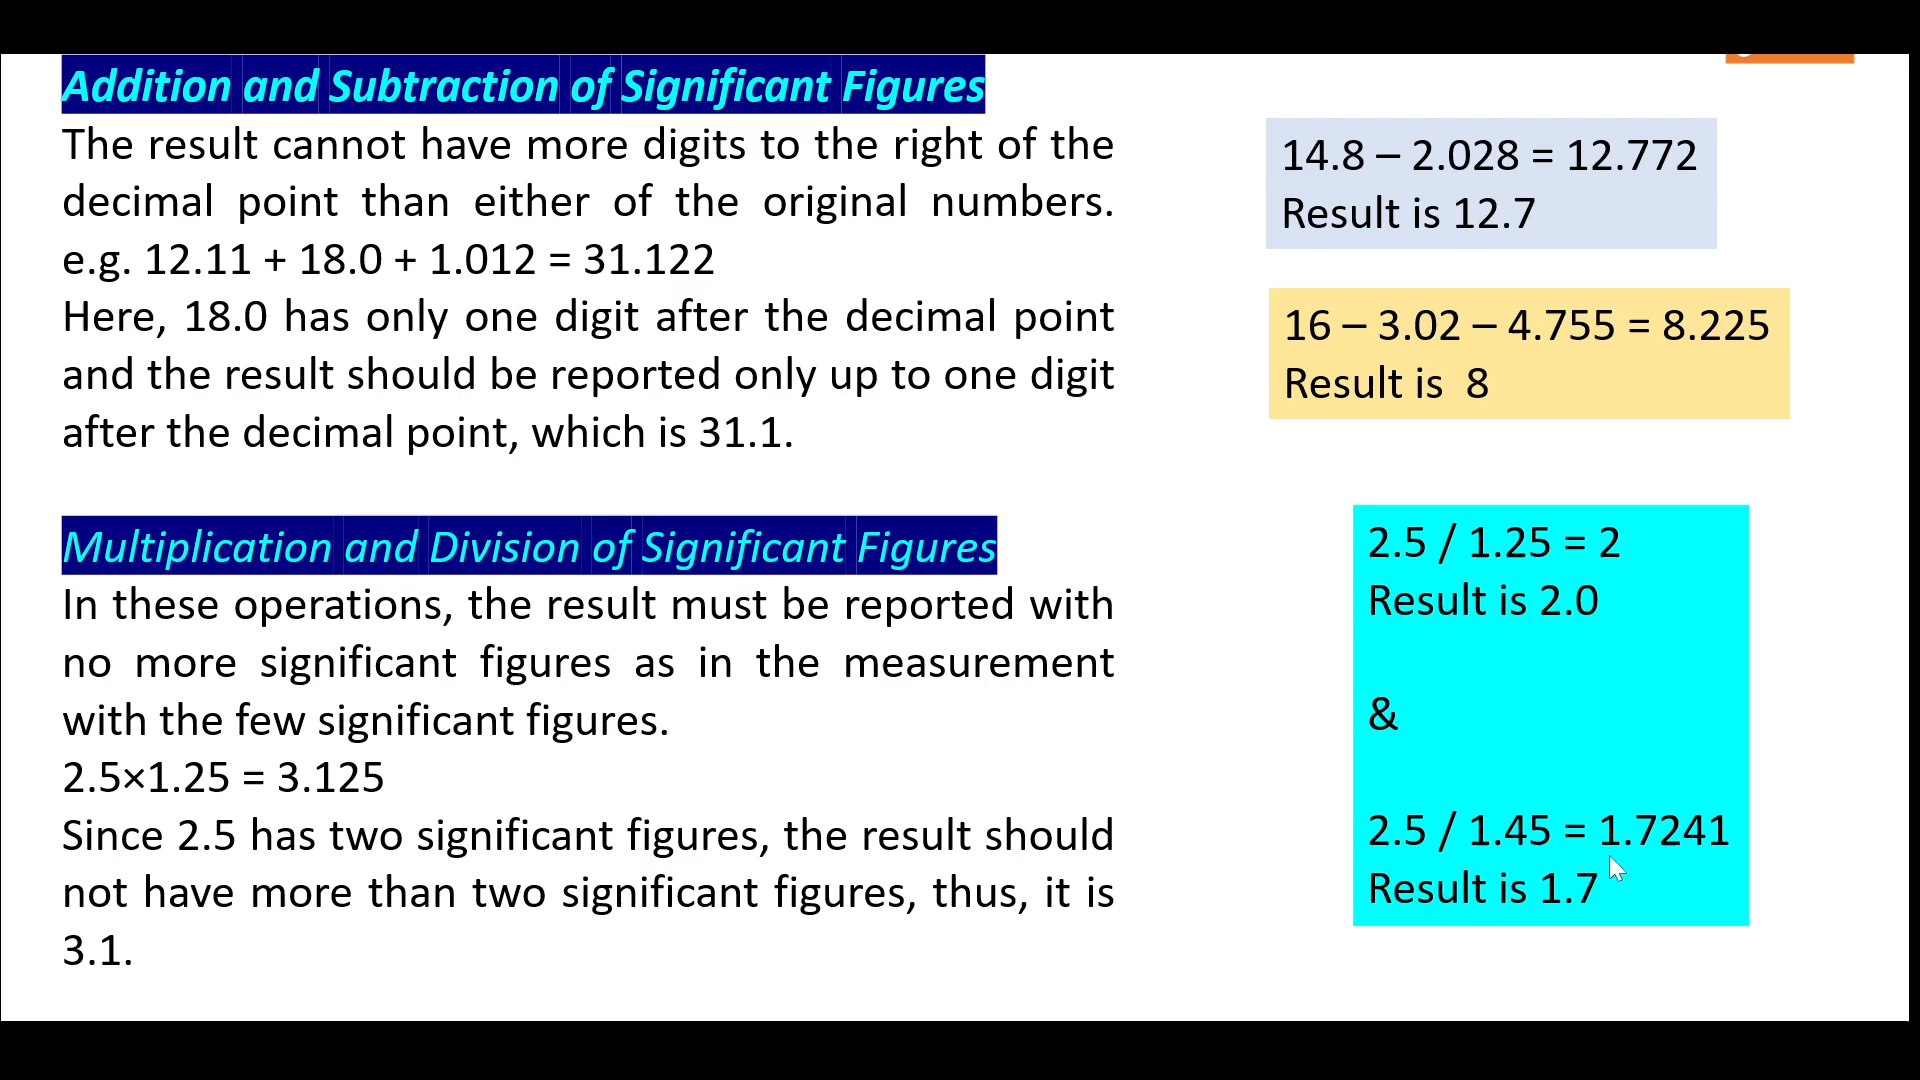 Addition and Subtraction of Significant Figures
The result cannot have more digits to the right of the
decimal point than either of the original numbers.
e.g. 12.11 + 18.0 + 1.012 = 31.122
Here, 18.0 has only one digit after the decimal point
and the result should be reported only up to one digit
after the decimal point, which is 31.1.
Multiplication and Division of Significant Figures
In these operations, the result must be reported with
no more significant figures as in the measurement
with the few significant figures.
2.5×1.25 = 3.125
Since 2.5 has two significant figures, the result should
not have more than two significant figures, thus, it is
3.1.
14.8 – 2.028 = 12.772
Result is 12.7
16 – 3.02 – 4.755 = 8.225
Result is  8
2.5 / 1.25 = 2
Result is 2.0
&
2.5 / 1.45 = 1.7241
Result is 1.7